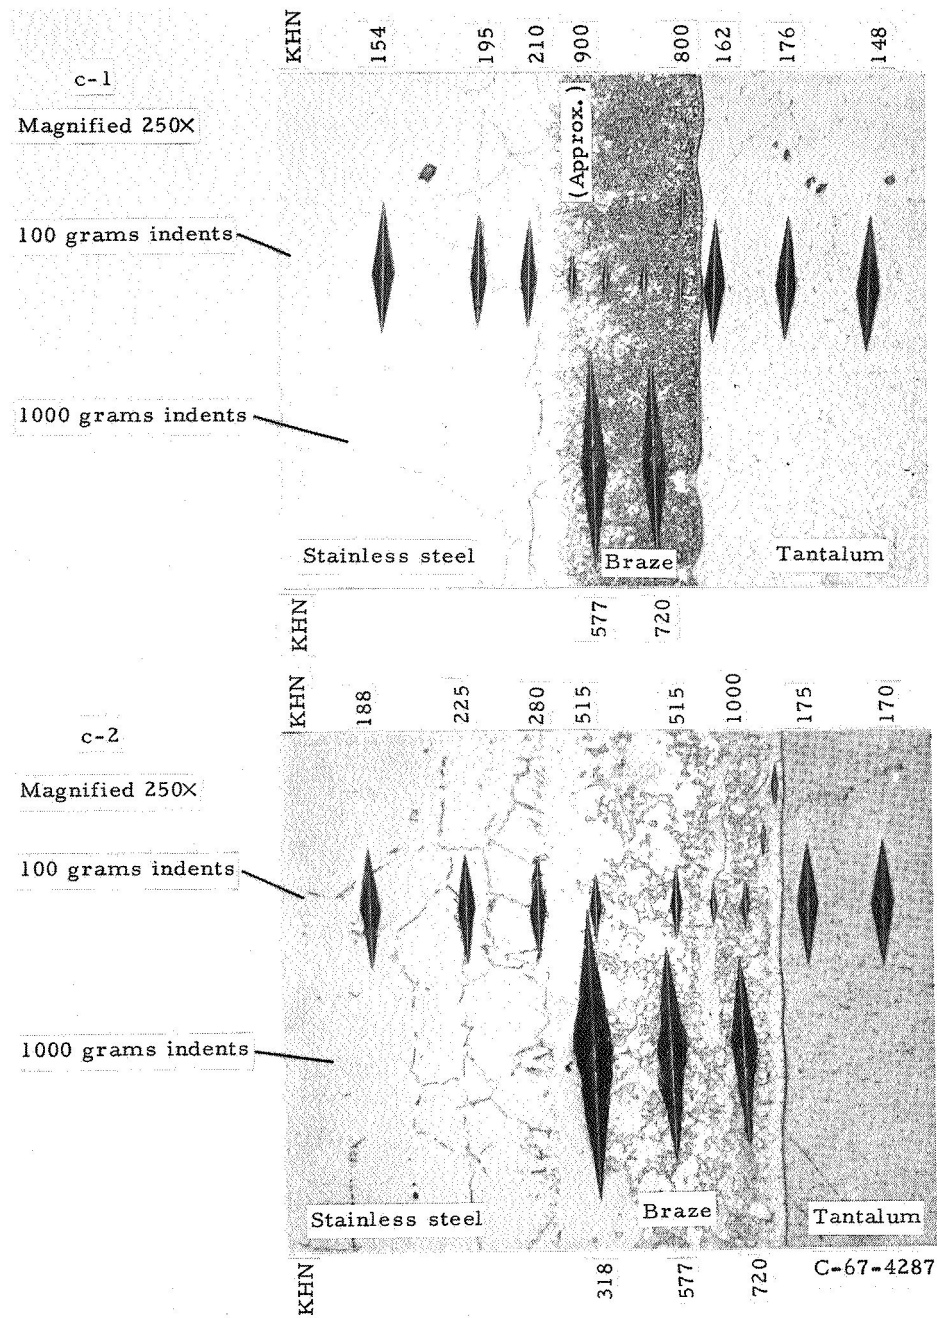 KHN 154 195 210 900 800 162 176 148
c-1
(Approx.)
Magnified 250X
100 grams indents
1000 grams indents
Stainless steel Braze Tantalum
KHN 577 720
KHN 188 225 280 515 515 1000 175 170
c-2
Magnified 250X
100 grams indents
1000 grams indents
Stainless steel Braze Tantalum
C-67-4287
KHN 318 577 720